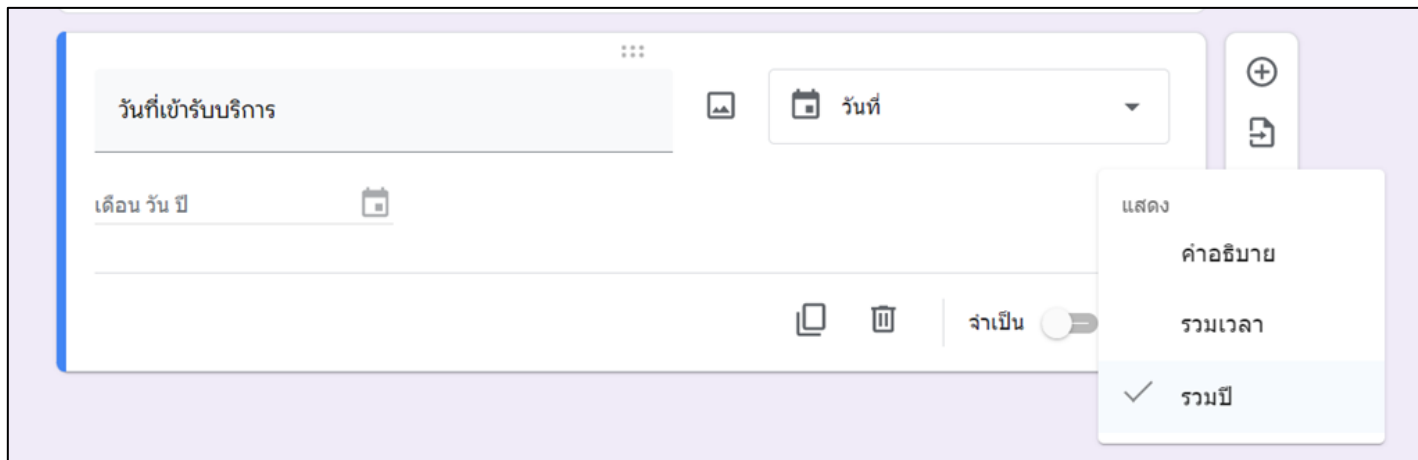 วันที่เข้ารับบริการ
วันที่
เดือน วัน ปี
จำเป็น
แสดง
คำอธิบาย
รวมเวลา
รวมปี